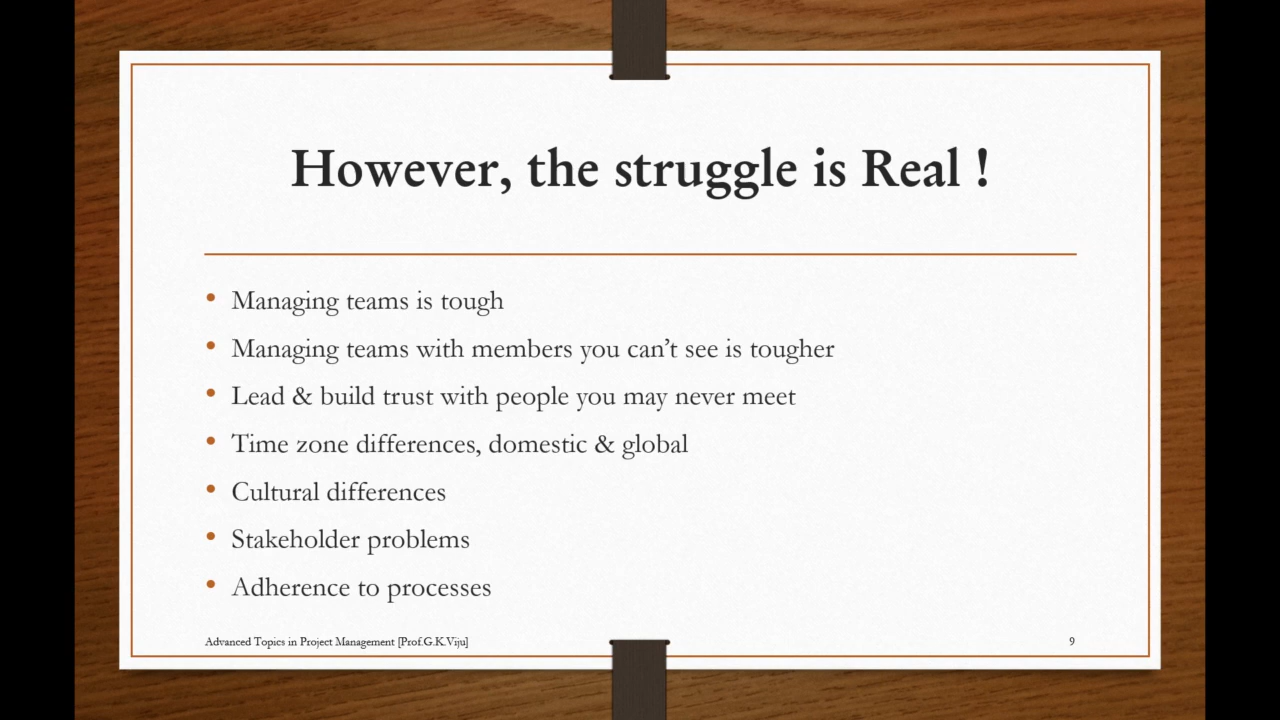 However, the struggle is Real !
• Managing teams is tough
• Managing teams with members you can’t see is tougher
• Lead & build trust with people you may never meet
• Time zone differences, domestic & global
• Cultural differences
• Stakeholder problems
• Adherence to processes
Advanced Topics in Project Management [Prof.G.K.Viju]
9